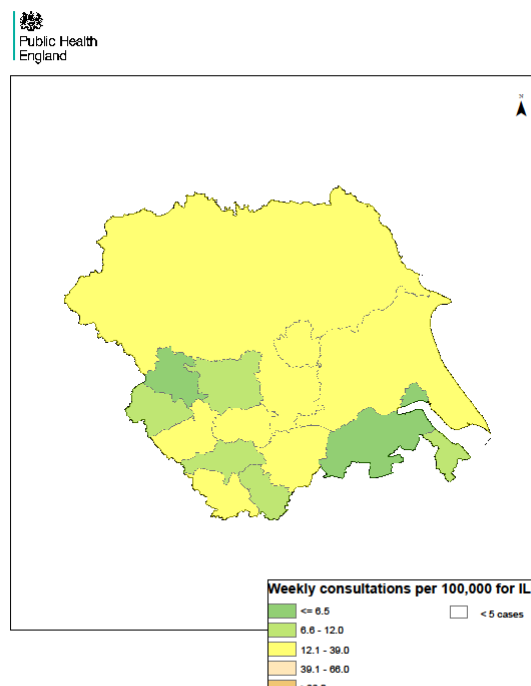 Public Health
England
N
Weekly consultations per 100,000 for IL
<= 6.5
< 5 cases
6.6 - 12.0
12.1 - 39.0
39.1 - 66.0